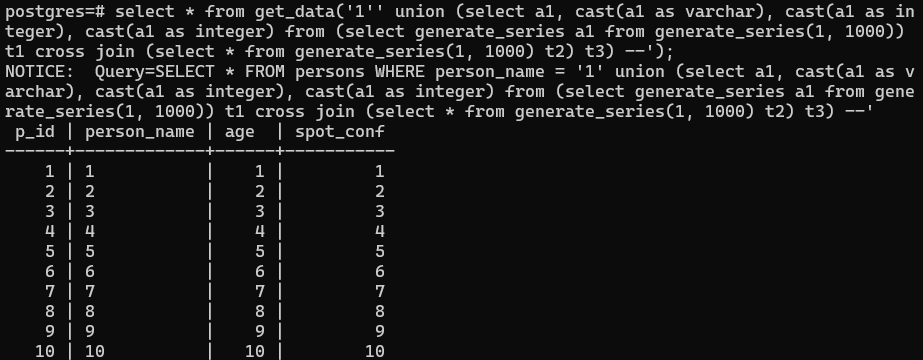 postgres=# select * from get_data('1'' union (select a1, cast(a1 as varchar), cast(a1 as in
teger), cast(a1 as integer) from (select generate_series a1 from generate_series(1, 1000))
t1 cross join (select * from generate_series(1, 1000) t2) t3) --');
NOTICE:  Query=SELECT * FROM persons WHERE person_name = '1' union (select a1, cast(a1 as v
archar), cast(a1 as integer), cast(a1 as integer) from (select generate_series a1 from gene
rate_series(1, 1000)) t1 cross join (select * from generate_series(1, 1000) t2) t3) --'
 p_id | person_name | age  | spot_conf
------+-------------+------+-----------
    1 | 1           |    1 |         1
    2 | 2           |    2 |         2
    3 | 3           |    3 |         3
    4 | 4           |    4 |         4
    5 | 5           |    5 |         5
    6 | 6           |    6 |         6
    7 | 7           |    7 |         7
    8 | 8           |    8 |         8
    9 | 9           |    9 |         9
   10 | 10          |   10 |        10